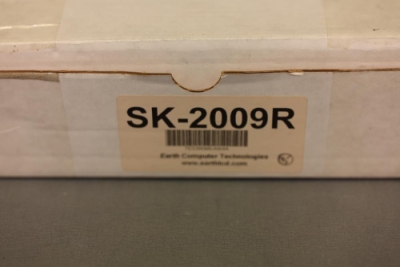 SK-2009R
Earth Computer Technologies
www.earthlcd.com